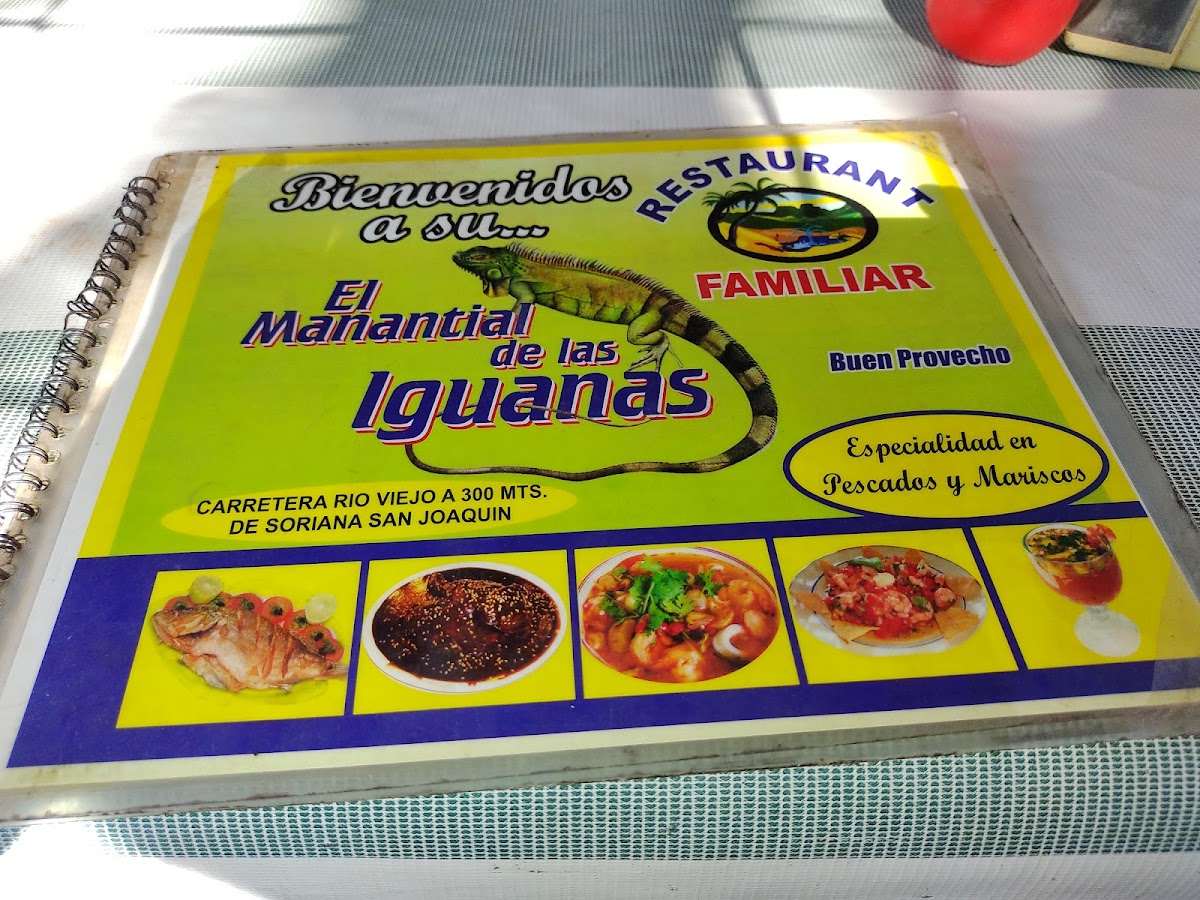 Bienvenidos
a su...
RESTAURANT
FAMILIAR
El
Manantial
de las
Iguanas
Buen Provecho
Especialidad en
Pescados y Mariscos
CARRETERA RIO VIEJO A 300 MTS.
DE SORIANA SAN JOAQUIN